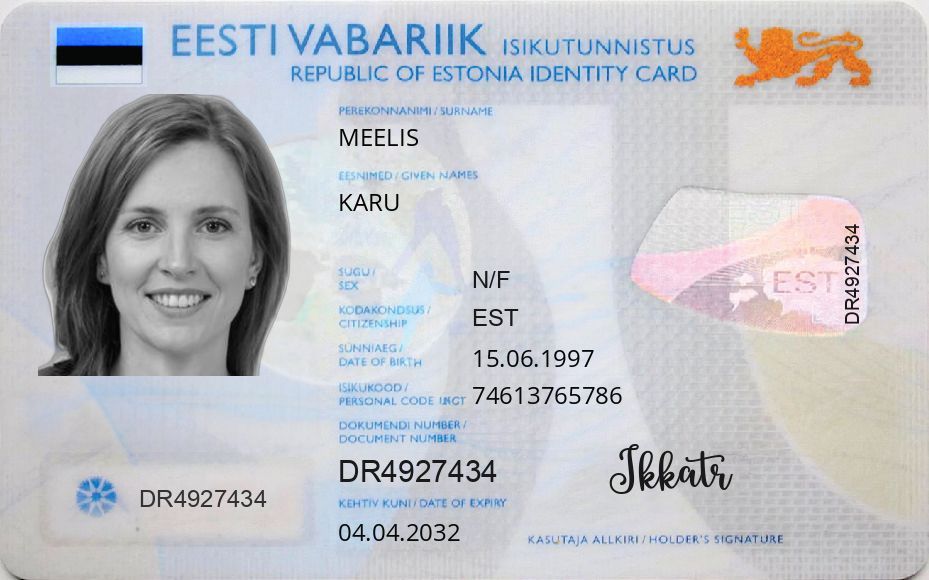 EESTI VABARIIK ISIKUTUNNISTUS
REPUBLIC OF ESTONIA IDENTITY CARD
PEREKONNANIMI / SURNAME
MEELIS
EESNIMED / GIVEN NAMES
KARU
SUGU /
SEX
N/F
KODAKONDSUS /
CITIZENSHIP
EST
SÜNNIAEG /
DATE OF BIRTH
15.06.1997
ISIKUKOOD /
PERSONAL CODE
74613765786
DOKUMENDI NUMBER /
DOCUMENT NUMBER
DR4927434
KEHTIV KUNI / DATE OF EXPIRY
04.04.2032
DR4927434
EST
DR4927434
Jkkatr
KASUTAJA ALLKIRI / HOLDER'S SIGNATURE